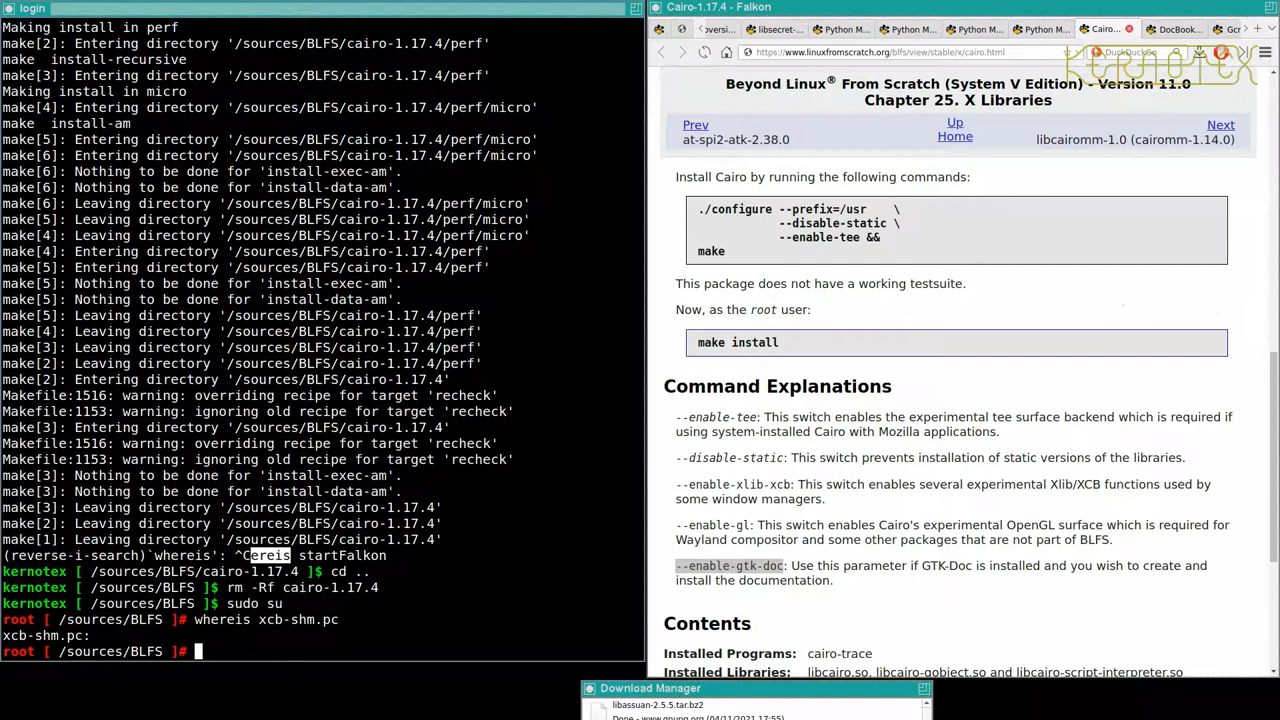 login
Making install in perf
make[2]: Entering directory '/sources/BLFS/cairo-1.17.4/perf'
make  install-recursive
make[3]: Entering directory '/sources/BLFS/cairo-1.17.4/perf'
Making install in micro
make[4]: Entering directory '/sources/BLFS/cairo-1.17.4/perf/micro'
make  install-am
make[5]: Entering directory '/sources/BLFS/cairo-1.17.4/perf/micro'
make[6]: Entering directory '/sources/BLFS/cairo-1.17.4/perf/micro'
make[6]: Nothing to be done for 'install-exec-am'.
make[6]: Nothing to be done for 'install-data-am'.
make[6]: Leaving directory '/sources/BLFS/cairo-1.17.4/perf/micro'
make[5]: Leaving directory '/sources/BLFS/cairo-1.17.4/perf/micro'
make[4]: Leaving directory '/sources/BLFS/cairo-1.17.4/perf/micro'
make[4]: Entering directory '/sources/BLFS/cairo-1.17.4/perf'
make[5]: Entering directory '/sources/BLFS/cairo-1.17.4/perf'
make[5]: Nothing to be done for 'install-exec-am'.
make[5]: Nothing to be done for 'install-data-am'.
make[5]: Leaving directory '/sources/BLFS/cairo-1.17.4/perf'
make[4]: Leaving directory '/sources/BLFS/cairo-1.17.4/perf'
make[3]: Leaving directory '/sources/BLFS/cairo-1.17.4/perf'
make[2]: Leaving directory '/sources/BLFS/cairo-1.17.4/perf'
make[2]: Entering directory '/sources/BLFS/cairo-1.17.4'
Makefile:1516: warning: overriding recipe for target 'recheck'
Makefile:1153: warning: ignoring old recipe for target 'recheck'
make[3]: Entering directory '/sources/BLFS/cairo-1.17.4'
Makefile:1516: warning: overriding recipe for target 'recheck'
Makefile:1153: warning: ignoring old recipe for target 'recheck'
make[3]: Nothing to be done for 'install-exec-am'.
make[3]: Nothing to be done for 'install-data-am'.
make[3]: Leaving directory '/sources/BLFS/cairo-1.17.4'
make[2]: Leaving directory '/sources/BLFS/cairo-1.17.4'
make[1]: Leaving directory '/sources/BLFS/cairo-1.17.4'
(reverse-i-search)`whereis': ^Cereis startFalkon
kernotex [ /sources/BLFS/cairo-1.17.4 ]$ cd ..
kernotex [ /sources/BLFS ]$ rm -Rf cairo-1.17.4
kernotex [ /sources/BLFS ]$ sudo su
root [ /sources/BLFS ]# whereis xcb-shm.pc
xcb-shm.pc:
root [ /sources/BLFS ]#
Cairo-1.17.4 - Falkon
oversi... libsecret-... Python M... Python M... Python M... Python M... Cairo... DocBook... Gcr
https://www.linuxfromscratch.org/blfs/view/stable/x/cairo.html DuckDuckGo
KERNOTEX
Beyond Linux® From Scratch (System V Edition) - Version 11.0
Chapter 25. X Libraries
Prev Up Next
at-spi2-atk-2.38.0 Home libcairomm-1.0 (cairomm-1.14.0)
Install Cairo by running the following commands:
./configure --prefix=/usr    \
--disable-static \
--enable-tee &&
make
This package does not have a working testsuite.
Now, as the root user:
make install
Command Explanations
--enable-tee: This switch enables the experimental tee surface backend which is required if
using system-installed Cairo with Mozilla applications.
--disable-static: This switch prevents installation of static versions of the libraries.
--enable-xlib-xcb: This switch enables several experimental Xlib/XCB functions used by
some window managers.
--enable-gl: This switch enables Cairo's experimental OpenGL surface which is required for
Wayland compositor and some other packages that are not part of BLFS.
--enable-gtk-doc: Use this parameter if GTK-Doc is installed and you wish to create and
install the documentation.
Contents
Installed Programs: cairo-trace
Installed Libraries: libcairo.so, libcairo-gobject.so and libcairo-script-interpreter.so
Download Manager
libassuan-2.5.5.tar.bz2
Done - www.gnupg.org (04/11/2021 17:55)